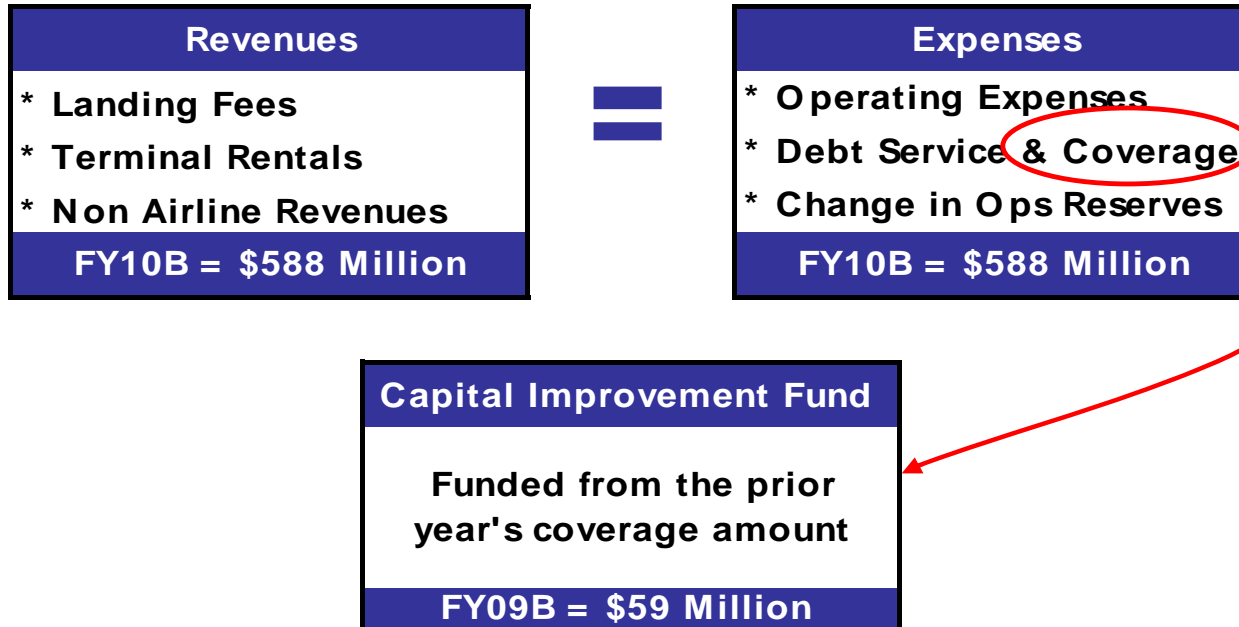 Revenues
* Landing Fees
* Terminal Rentals
* Non Airline Revenues
FY10B = $588 Million
=
Expenses
* Operating Expenses
* Debt Service & Coverage
* Change in Ops Reserves
FY10B = $588 Million
Capital Improvement Fund
Funded from the prior
year's coverage amount
FY09B = $59 Million